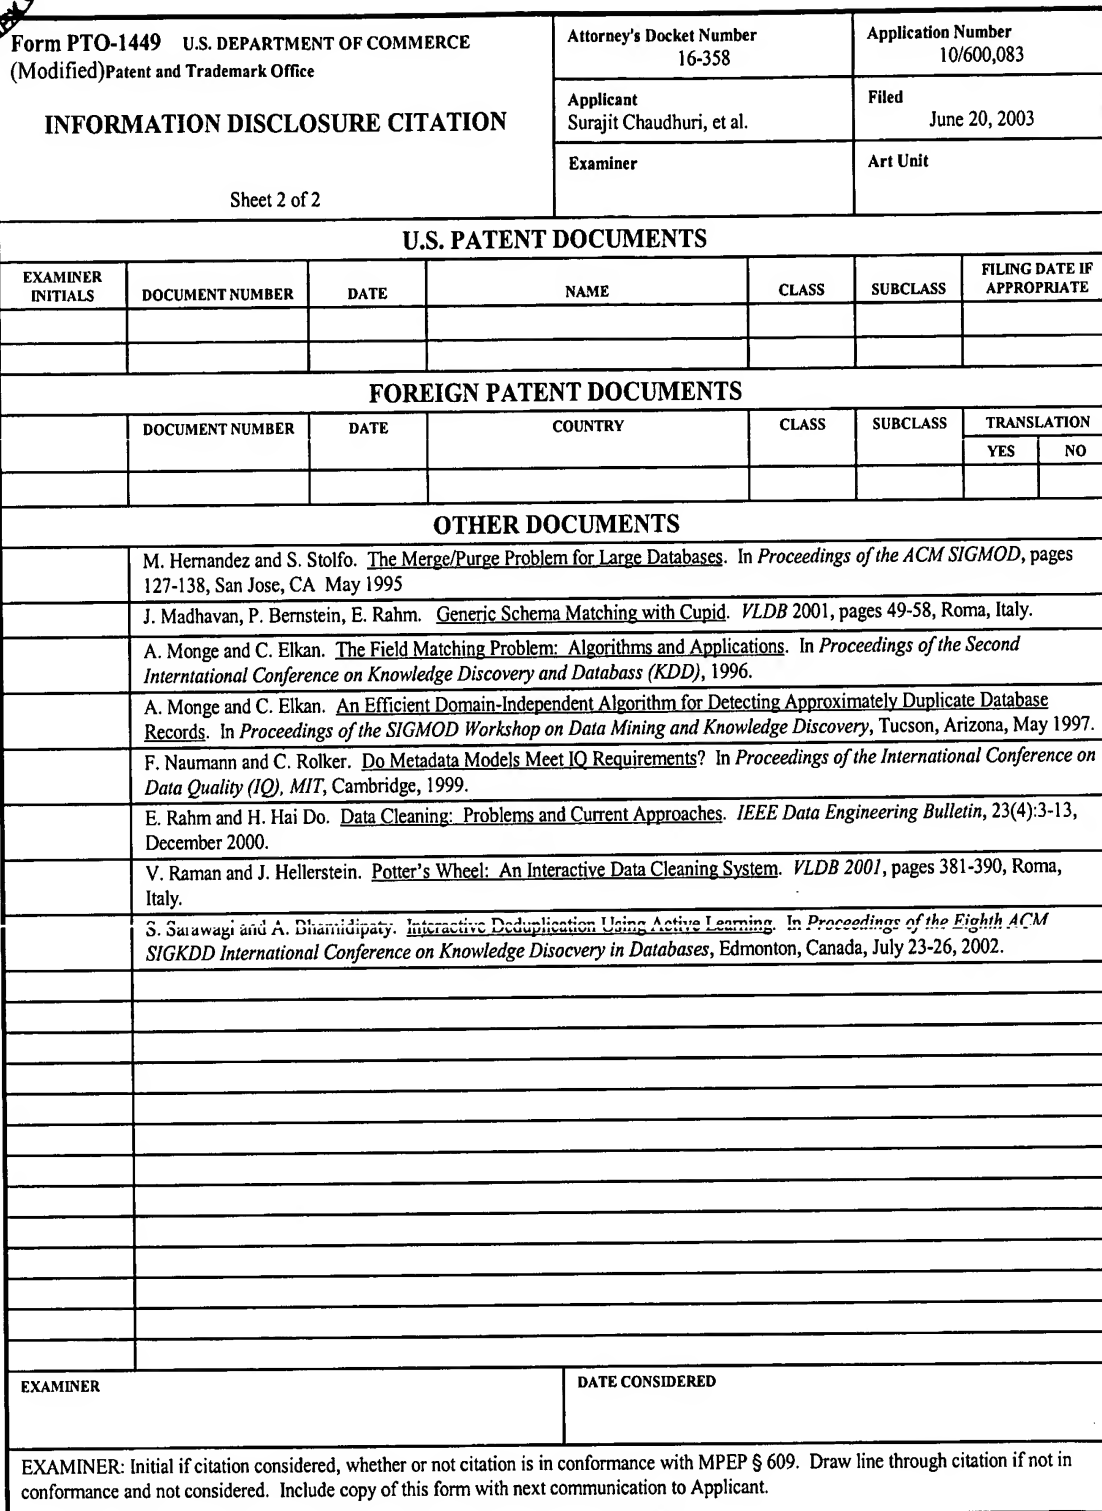 Form PTO-1449 U.S. DEPARTMENT OF COMMERCE
(Modified)Patent and Trademark Office
INFORMATION DISCLOSURE CITATION
Sheet 2 of 2
Attorney's Docket Number
16-358
Application Number
10/600,083
Applicant
Surajit Chaudhuri, et al.
Filed
June 20, 2003
Examiner
Art Unit
U.S. PATENT DOCUMENTS
EXAMINER
INITIALS
DOCUMENT NUMBER
DATE
NAME
CLASS
SUBCLASS
FILING DATE IF
APPROPRIATE
FOREIGN PATENT DOCUMENTS
DOCUMENT NUMBER
DATE
COUNTRY
CLASS
SUBCLASS
TRANSLATION
YES
NO
OTHER DOCUMENTS
M. Hernandez and S. Stolfo. The Merge/Purge Problem for Large Databases. In Proceedings of the ACM SIGMOD, pages
127-138, San Jose, CA May 1995
J. Madhavan, P. Bernstein, E. Rahm. Generic Schema Matching with Cupid. VLDB 2001, pages 49-58, Roma, Italy.
A. Monge and C. Elkan. The Field Matching Problem: Algorithms and Applications. In Proceedings of the Second
Interntational Conference on Knowledge Discovery and Databass (KDD), 1996.
A. Monge and C. Elkan. An Efficient Domain-Independent Algorithm for Detecting Approximately Duplicate Database
Records. In Proceedings of the SIGMOD Workshop on Data Mining and Knowledge Discovery, Tucson, Arizona, May 1997.
F. Naumann and C. Rolker. Do Metadata Models Meet IQ Requirements? In Proceedings of the International Conference on
Data Quality (IQ), MIT, Cambridge, 1999.
E. Rahm and H. Hai Do. Data Cleaning: Problems and Current Approaches. IEEE Data Engineering Bulletin, 23(4):3-13,
December 2000.
V. Raman and J. Hellerstein. Potter's Wheel: An Interactive Data Cleaning System. VLDB 2001, pages 381-390, Roma,
Italy.
S. Sarawagi and A. Bhamidipaty. Interactive Deduplication Using Active Learning. In Proceedings of the Eighth ACM
SIGKDD International Conference on Knowledge Disocvery in Databases, Edmonton, Canada, July 23-26, 2002.
EXAMINER
DATE CONSIDERED
EXAMINER: Initial if citation considered, whether or not citation is in conformance with MPEP § 609. Draw line through citation if not in
conformance and not considered. Include copy of this form with next communication to Applicant.